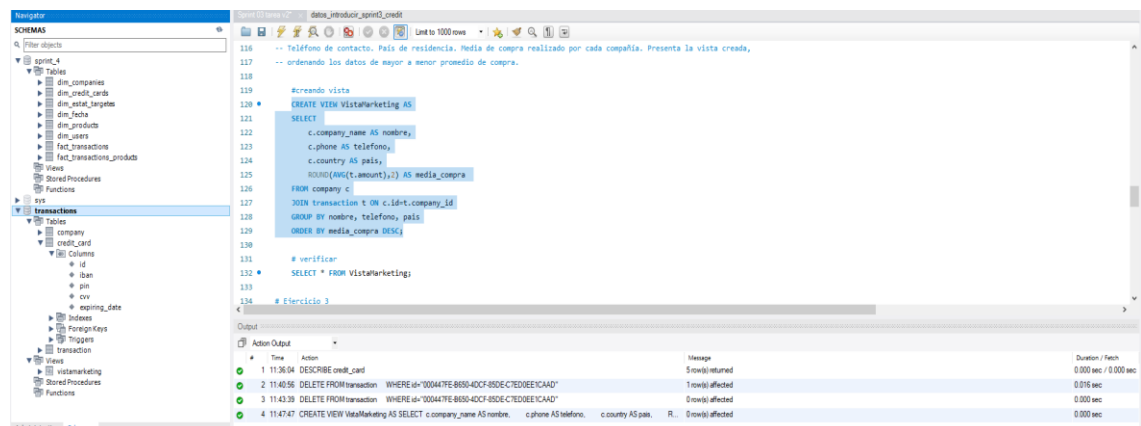 Navigator
SCHEMAS
Filter objects
sprint_4
Tables
dim_companies
dim_credit_cards
dim_estat_targetes
dim_fecha
dim_products
dim_users
fact_transactions
fact_transactions_products
Views
Stored Procedures
Functions
sys
transactions
Tables
company
credit_card
Columns
id
iban
pin
cvv
expiring_date
Indexes
Foreign Keys
Triggers
transaction
Views
vistamarketing
Stored Procedures
Functions
datos_introducir_sprint3_credit
Limit to 1000 rows
116 -- Teléfono de contacto. País de residencia. Media de compra realizado por cada compañía. Presenta la vista creada,
117 -- ordenando los datos de mayor a menor promedio de compra.
118
119 #creando vista
120 CREATE VIEW VistaMarketing AS
121 SELECT
122 c.company_name AS nombre,
123 c.phone AS telefono,
124 c.country AS pais,
125 ROUND(AVG(t.amount),2) AS media_compra
126 FROM company c
127 JOIN transaction t ON c.id=t.company_id
128 GROUP BY nombre, telefono, pais
129 ORDER BY media_compra DESC;
130
131 # verificar
132 SELECT * FROM VistaMarketing;
133
134 # Ejercicio 3
Output
Action Output
# Time Action Message Duration / Fetch
1 11:36:04 DESCRIBE credit_card 5 row(s) returned 0.000 sec / 0.000 sec
2 11:40:56 DELETE FROM transaction WHERE id="000447FE-B650-4DCF-85DE-C7ED0EE1CAAD" 1 row(s) affected 0.016 sec
3 11:43:39 DELETE FROM transaction WHERE id="000447FE-B650-4DCF-85DE-C7ED0EE1CAAD" 0 row(s) affected 0.000 sec
4 11:47:47 CREATE VIEW VistaMarketing AS SELECT c.company_name AS nombre, c.phone AS telefono, c.country AS pais, R... 0 row(s) affected 0.000 sec